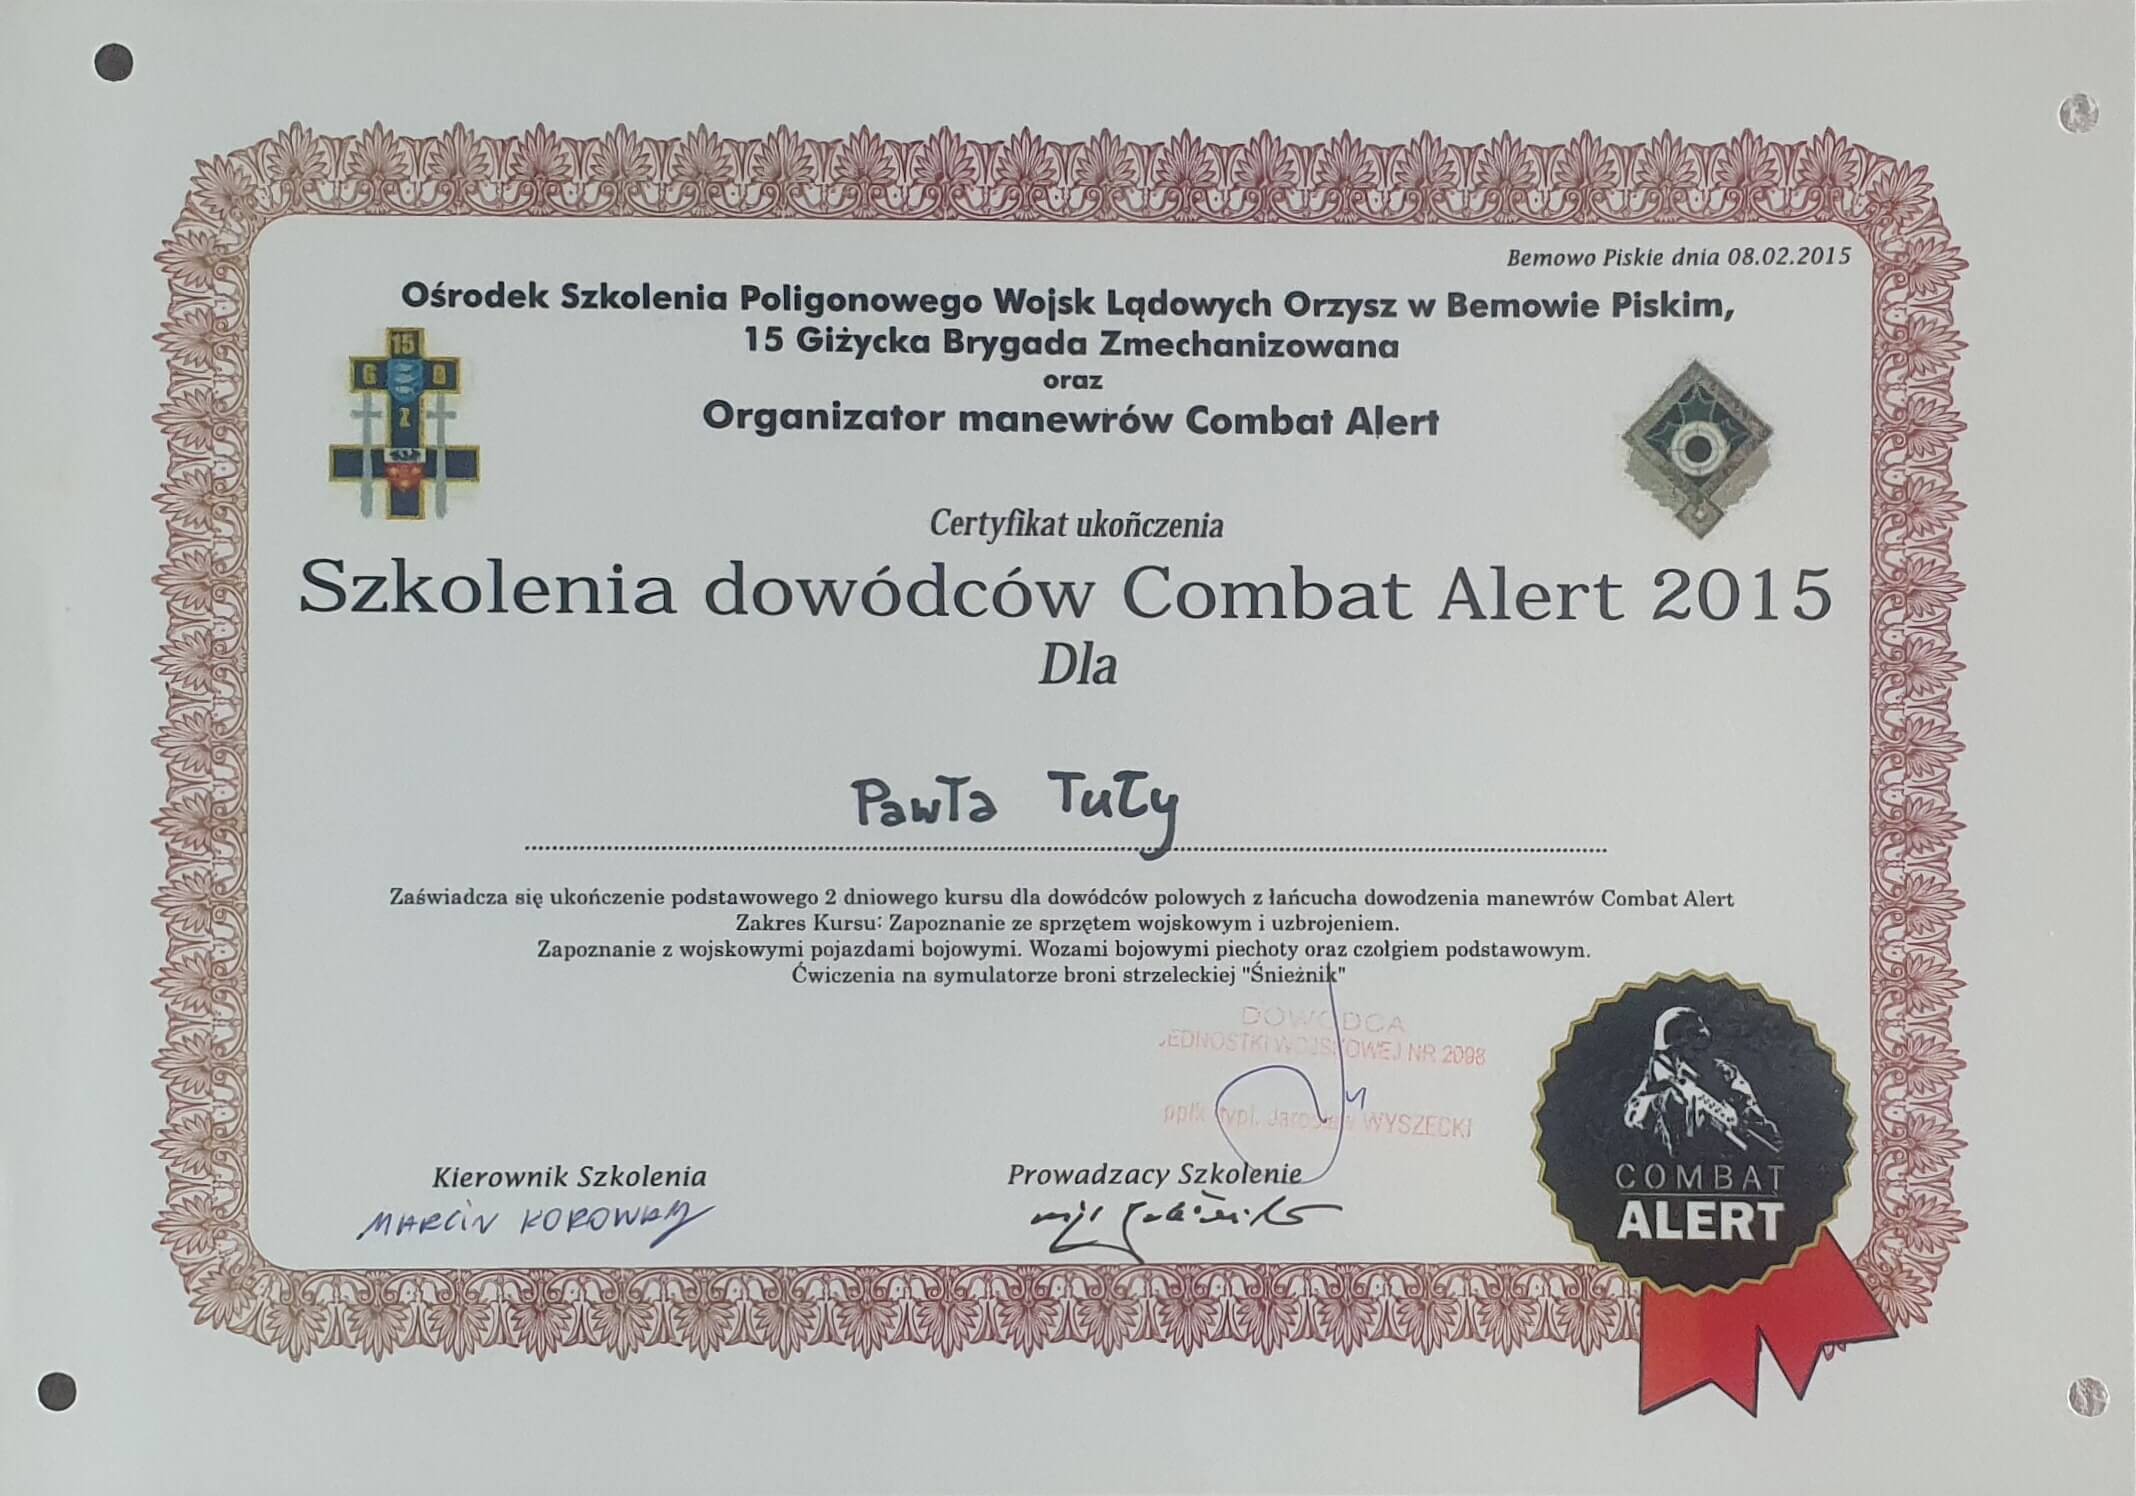 Bemowo Piskie dnia 08.02.2015
Ośrodek Szkolenia Poligonowego Wojsk Lądowych Orzysz w Bemowie Piskim,
15 Giżycka Brygada Zmechanizowana
oraz
Organizator manewrów Combat Alert
15
G B
Z
Certyfikat ukończenia
Szkolenia dowódców Combat Alert 2015
Dla
Pawła Tuły
Zaświadcza się ukończenie podstawowego 2 dniowego kursu dla dowódców polowych z łańcucha dowodzenia manewrów Combat Alert
Zakres Kursu: Zapoznanie ze sprzętem wojskowym i uzbrojeniem.
Zapoznanie z wojskowymi pojazdami bojowymi. Wozami bojowymi piechoty oraz czołgiem podstawowym.
Ćwiczenia na symulatorze broni strzeleckiej "Śnieżnik"
DOWÓDCA
JEDNOSTKI WOJSKOWEJ NR 2098
ppłk dypl. Jarosław WYSZECKI
Kierownik Szkolenia
Prowadzacy Szkolenie
MARCIN
COMBAT
ALERT